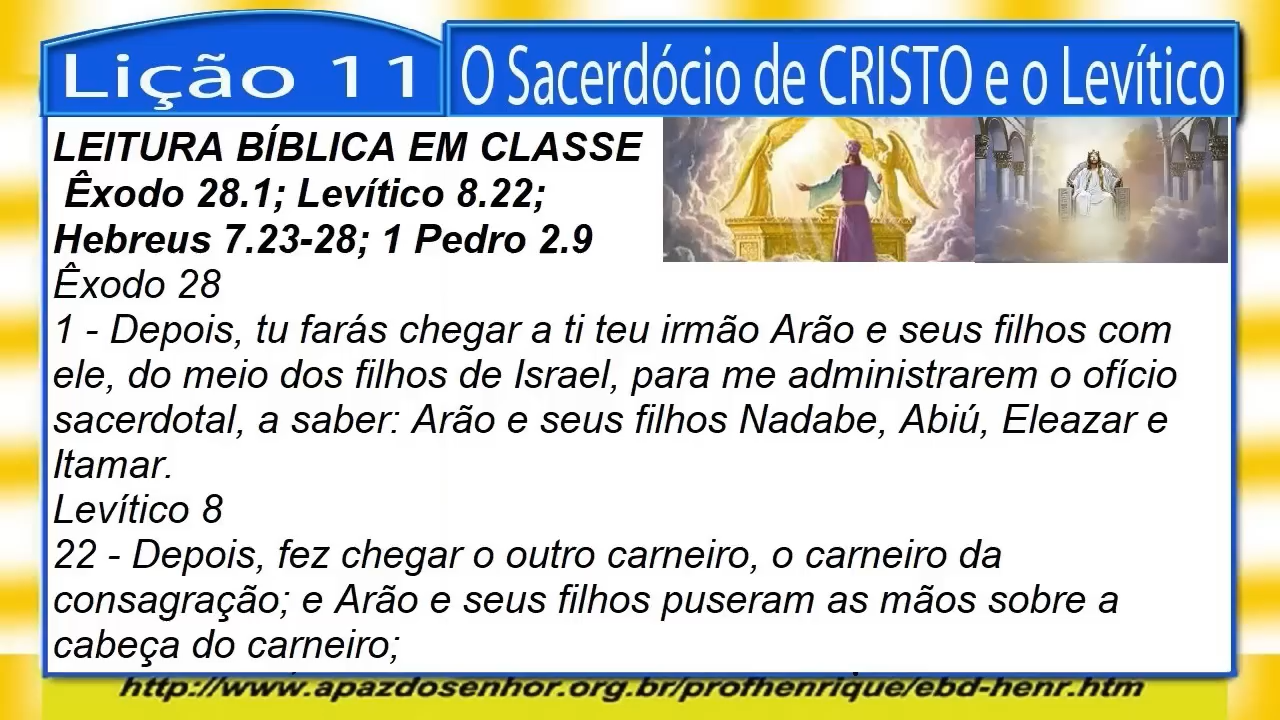 Lição 11
O Sacerdócio de CRISTO e o Levítico
LEITURA BÍBLICA EM CLASSE
Êxodo 28.1; Levítico 8.22;
Hebreus 7.23-28; 1 Pedro 2.9
Êxodo 28
1 - Depois, tu farás chegar a ti teu irmão Arão e seus filhos com
ele, do meio dos filhos de Israel, para me administrarem o ofício
sacerdotal, a saber: Arão e seus filhos Nadabe, Abiú, Eleazar e
Itamar.
Levítico 8
22 - Depois, fez chegar o outro carneiro, o carneiro da
consagração; e Arão e seus filhos puseram as mãos sobre a
cabeça do carneiro;
http://www.apazdosenhor.org.br/profhenrique/ebd-henr.htm